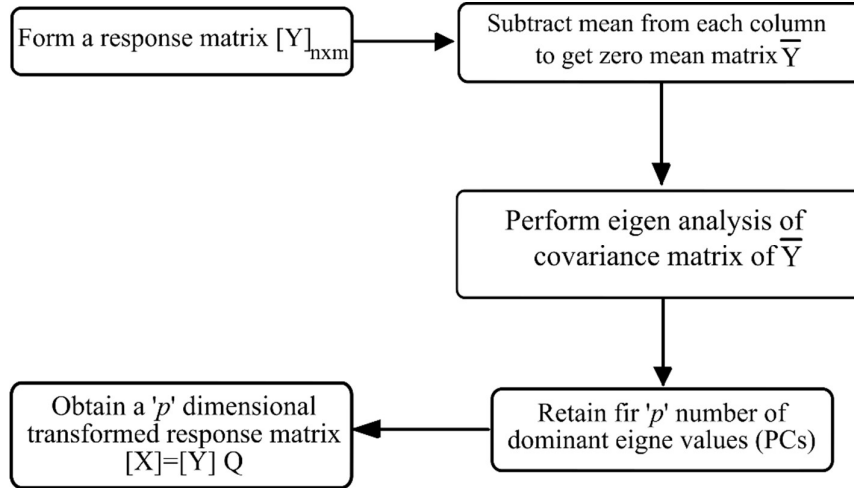 Form a response matrix [Y]nxm
Subtract mean from each column
to get zero mean matrix Y̅
Perform eigen analysis of
covariance matrix of Y̅
Retain fir 'p' number of
dominant eigne values (PCs)
Obtain a 'p' dimensional
transformed response matrix
[X]=[Y] Q